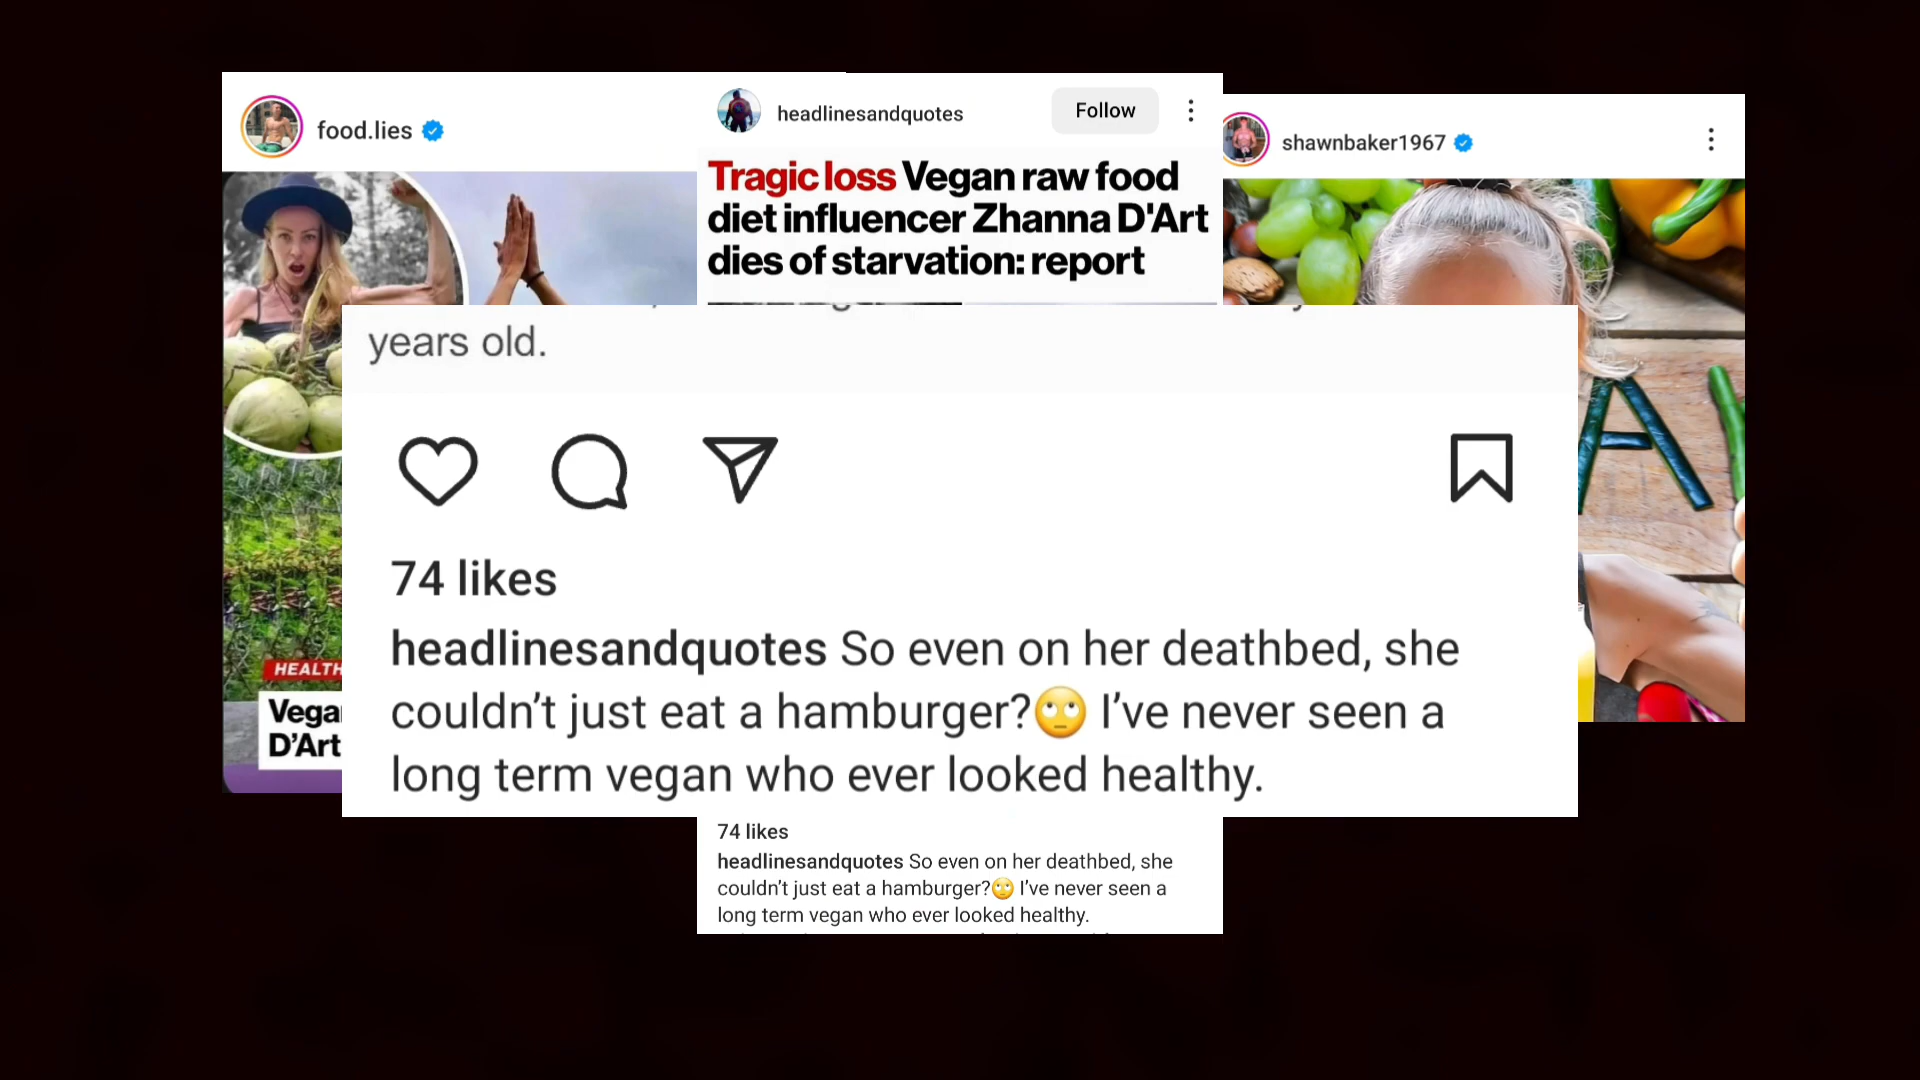 food.lies
headlinesandquotes
Follow
shawnbaker1967
Tragic loss Vegan raw food
diet influencer Zhanna D'Art
dies of starvation: report
years old.
74 likes
headlinesandquotes So even on her deathbed, she
couldn't just eat a hamburger?🙄 I've never seen a
long term vegan who ever looked healthy.
HEALTH
Vega
D'Art
A
74 likes
headlinesandquotes So even on her deathbed, she
couldn't just eat a hamburger?🙄 I've never seen a
long term vegan who ever looked healthy.